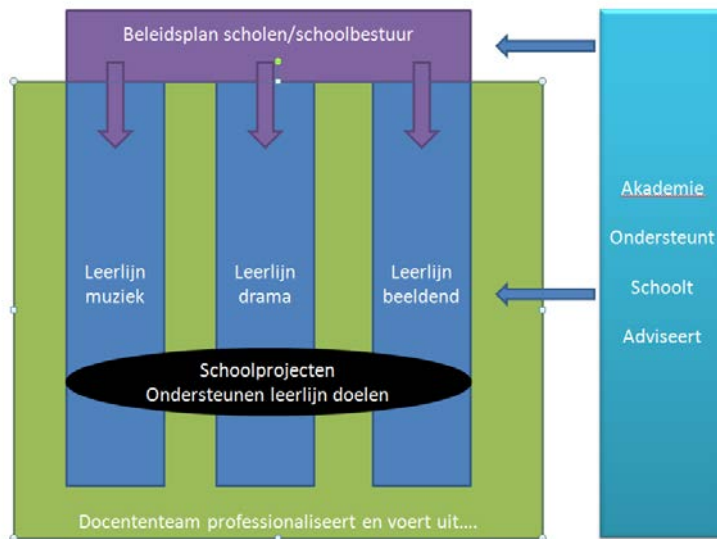 Beleidsplan scholen/schoolbestuur
Leerlijn
muziek
Leerlijn
drama
Leerlijn
beeldend
Schoolprojecten
Ondersteunen leerlijn doelen
Docententeam professionaliseert en voert uit....
Akademie
Ondersteunt
Schoolt
Adviseert